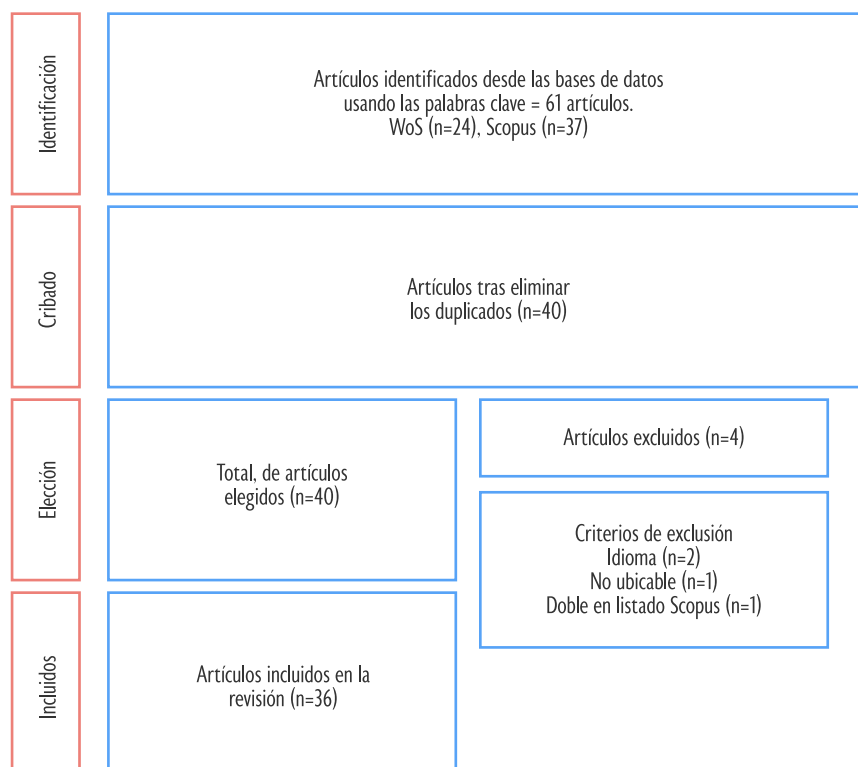 Identificación
Artículos identificados desde las bases de datos
usando las palabras clave = 61 artículos.
WoS (n=24), Scopus (n=37)
Cribado
Artículos tras eliminar
los duplicados (n=40)
Elección
Total, de artículos
elegidos (n=40)
Artículos excluidos (n=4)
Criterios de exclusión
Idioma (n=2)
No ubicable (n=1)
Doble en listado Scopus (n=1)
Incluidos
Artículos incluidos en la
revisión (n=36)